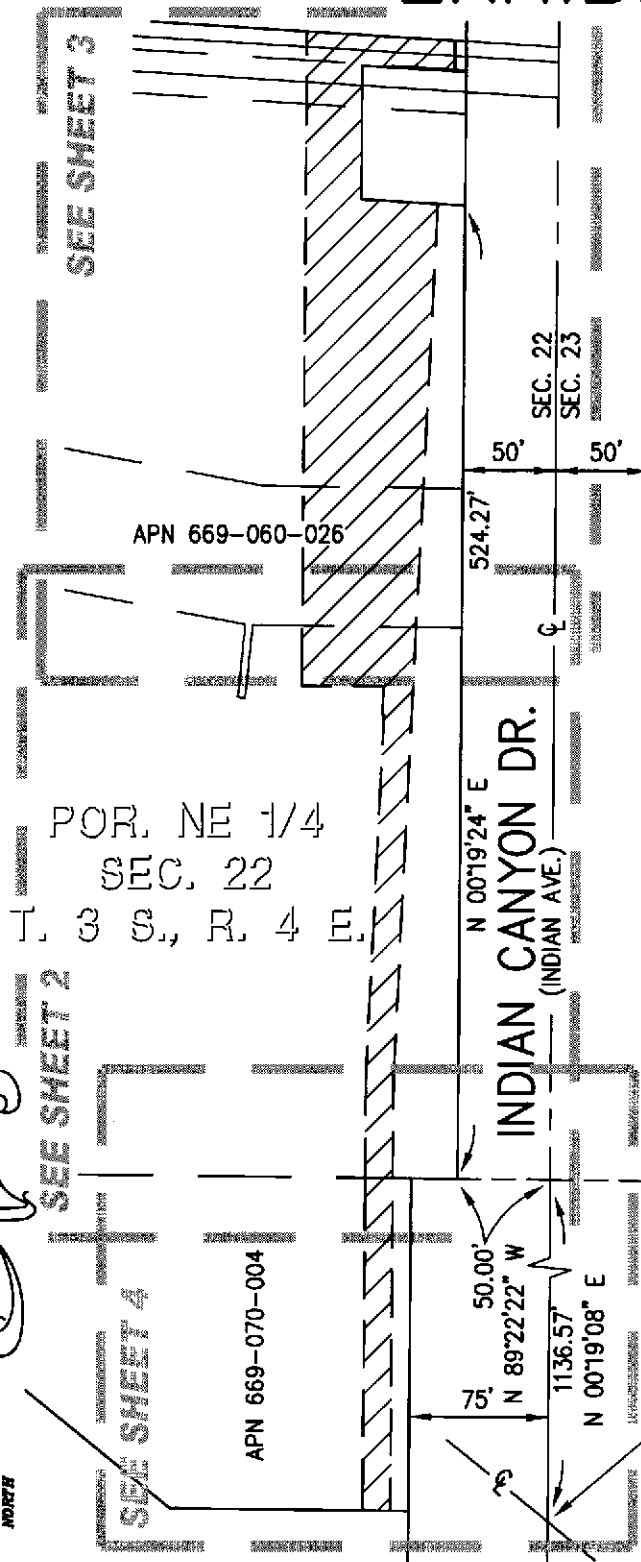 SEE SHEET 3
SEC. 22
SEC. 23
50'
50'
524.27'
APN 669-060-026
℄
N 00°19'24" E
INDIAN CANYON DR.
(INDIAN AVE.)
POR. NE 1/4
SEC. 22
T. 3 S., R. 4 E.
SEE SHEET 2
SEE SHEET 4
APN 669-070-004
50.00'
N 89°22'22" W
75'
1136.57'
N 00°19'08" E
NORTH